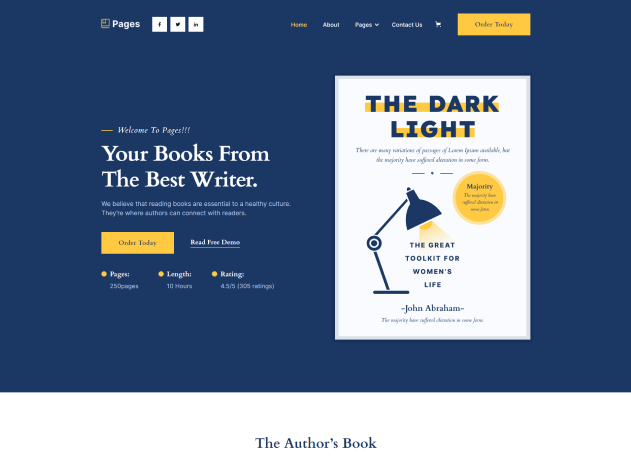 Pages
Home
About
Pages
Contact Us
Order Today
Welcome To Pages!!!
Your Books From
The Best Writer.
We believe that reading books are essential to a healthy culture.
They're where authors can connect with readers.
Order Today
Read Free Demo
Pages:
250pages
Length:
10 Hours
Rating:
4.5/5 (305 ratings)
THE DARK
LIGHT
There are many variations of passages of Lorem Ipsum available, but
the majority have suffered alteration in some form.
Majority
The majority have
suffered alteration in
some form.
THE GREAT
TOOLKIT FOR
WOMEN'S
LIFE
-John Abraham-
The majority have suffered alteration in some form.
The Author's Book